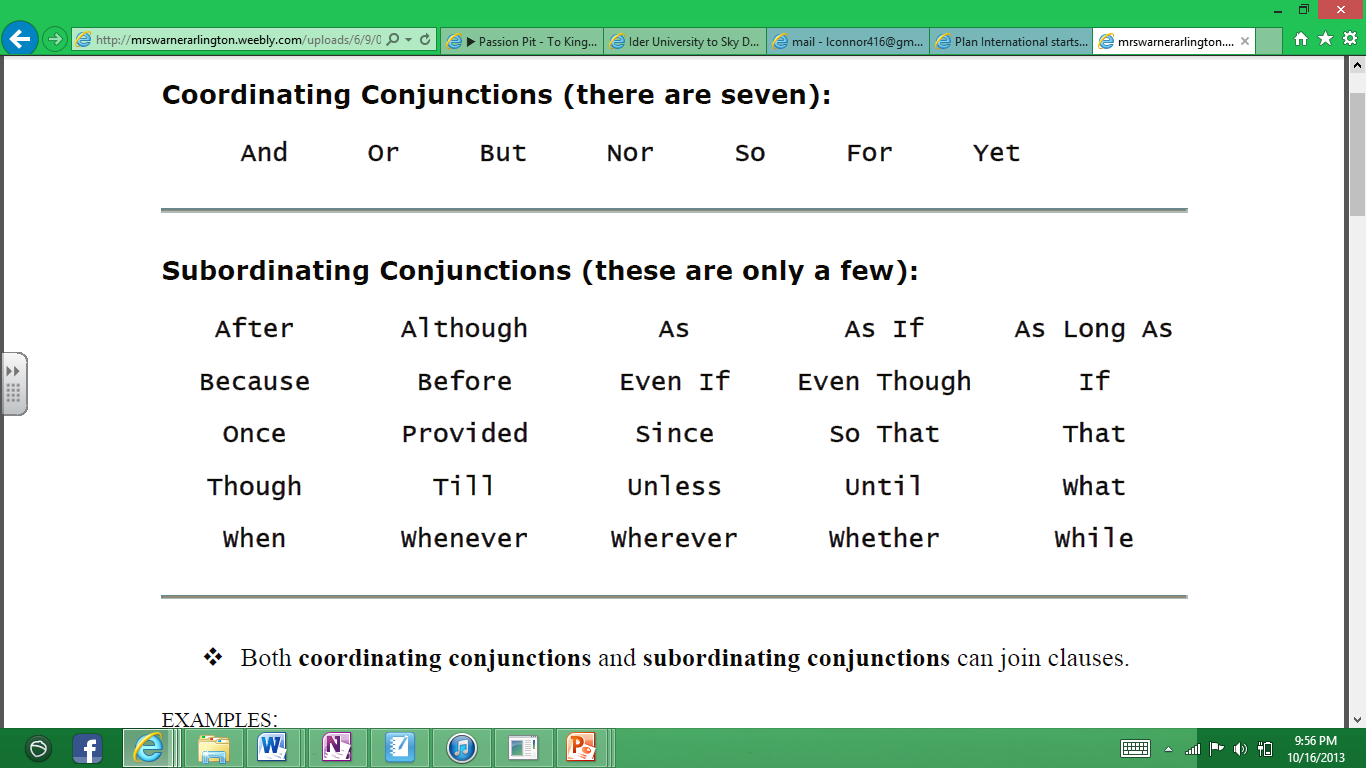 http://mrswarnerarlington.weebly.com/uploads/6/9/0
▶ Passion Pit - To King...
Ider University to Sky D...
mail - lconnor416@gm...
Plan International starts...
mrswarnerarlington....
Coordinating Conjunctions (there are seven):
And Or But Nor So For Yet
Subordinating Conjunctions (these are only a few):
After Although As As If As Long As
Because Before Even If Even Though If
Once Provided Since So That That
Though Till Unless Until What
When Whenever Wherever Whether While
❖ Both coordinating conjunctions and subordinating conjunctions can join clauses.
EXAMPLES:
9:56 PM
10/16/2013